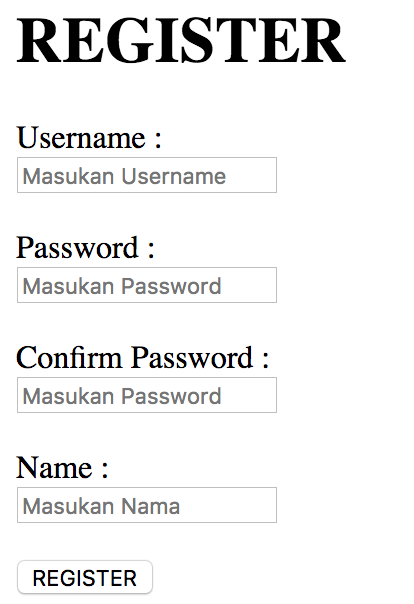 REGISTER
Username :
Masukan Username
Password :
Masukan Password
Confirm Password :
Masukan Password
Name :
Masukan Nama
REGISTER